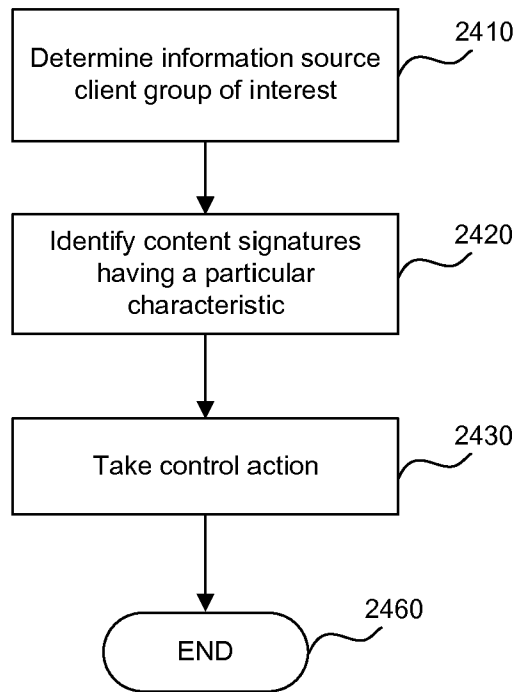 2410
Determine information source
client group of interest
2420
Identify content signatures
having a particular
characteristic
2430
Take control action
2460
END